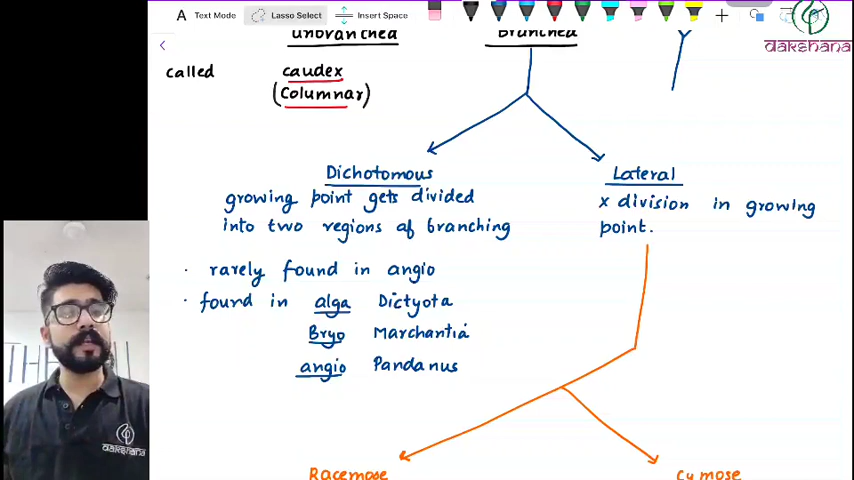 A Text Mode Lasso Select Insert Space
dakshana
unbranched Branched
called caudex
(Columnar)
Dichotomous
growing point gets divided
into two regions of branching
Lateral
x division in growing
point.
· rarely found in angio
· found in alga Dictyota
Bryo Marchantia
angio Pandanus
dakshana
Racemose Cymose